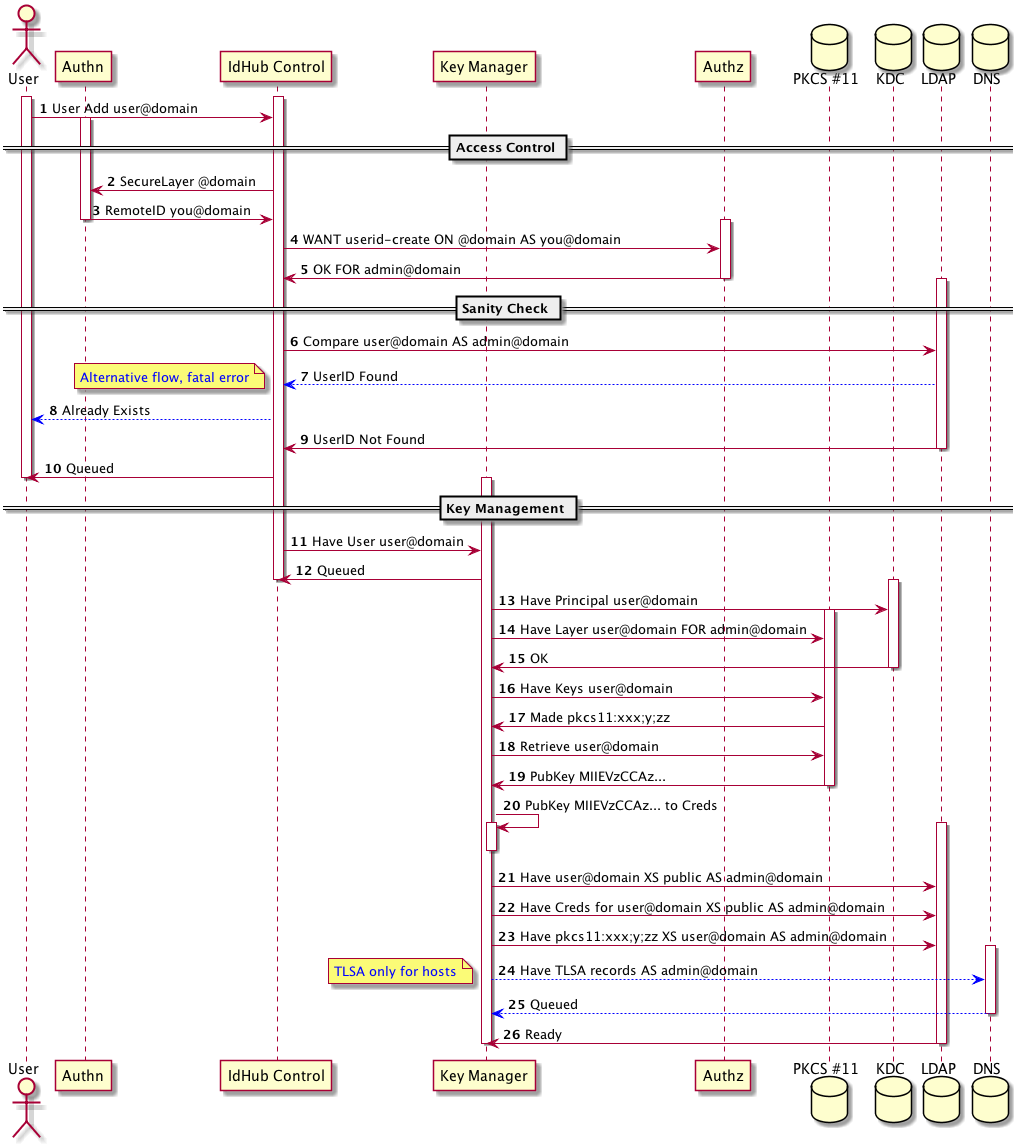 User
Authn
IdHub Control
Key Manager
Authz
PKCS #11
KDC
LDAP
DNS
1 User Add user@domain
Access Control
2 SecureLayer @domain
3 RemoteID you@domain
4 WANT userid-create ON @domain AS you@domain
5 OK FOR admin@domain
Sanity Check
6 Compare user@domain AS admin@domain
Alternative flow, fatal error
7 UserID Found
8 Already Exists
9 UserID Not Found
10 Queued
Key Management
11 Have User user@domain
12 Queued
13 Have Principal user@domain
14 Have Layer user@domain FOR admin@domain
15 OK
16 Have Keys user@domain
17 Made pkcs11:xxx;y;zz
18 Retrieve user@domain
19 PubKey MIIEVzCCAz...
20 PubKey MIIEVzCCAz... to Creds
21 Have user@domain XS public AS admin@domain
22 Have Creds for user@domain XS public AS admin@domain
23 Have pkcs11:xxx;y;zz XS user@domain AS admin@domain
TLSA only for hosts
24 Have TLSA records AS admin@domain
25 Queued
26 Ready
User
Authn
IdHub Control
Key Manager
Authz
PKCS #11
KDC
LDAP
DNS